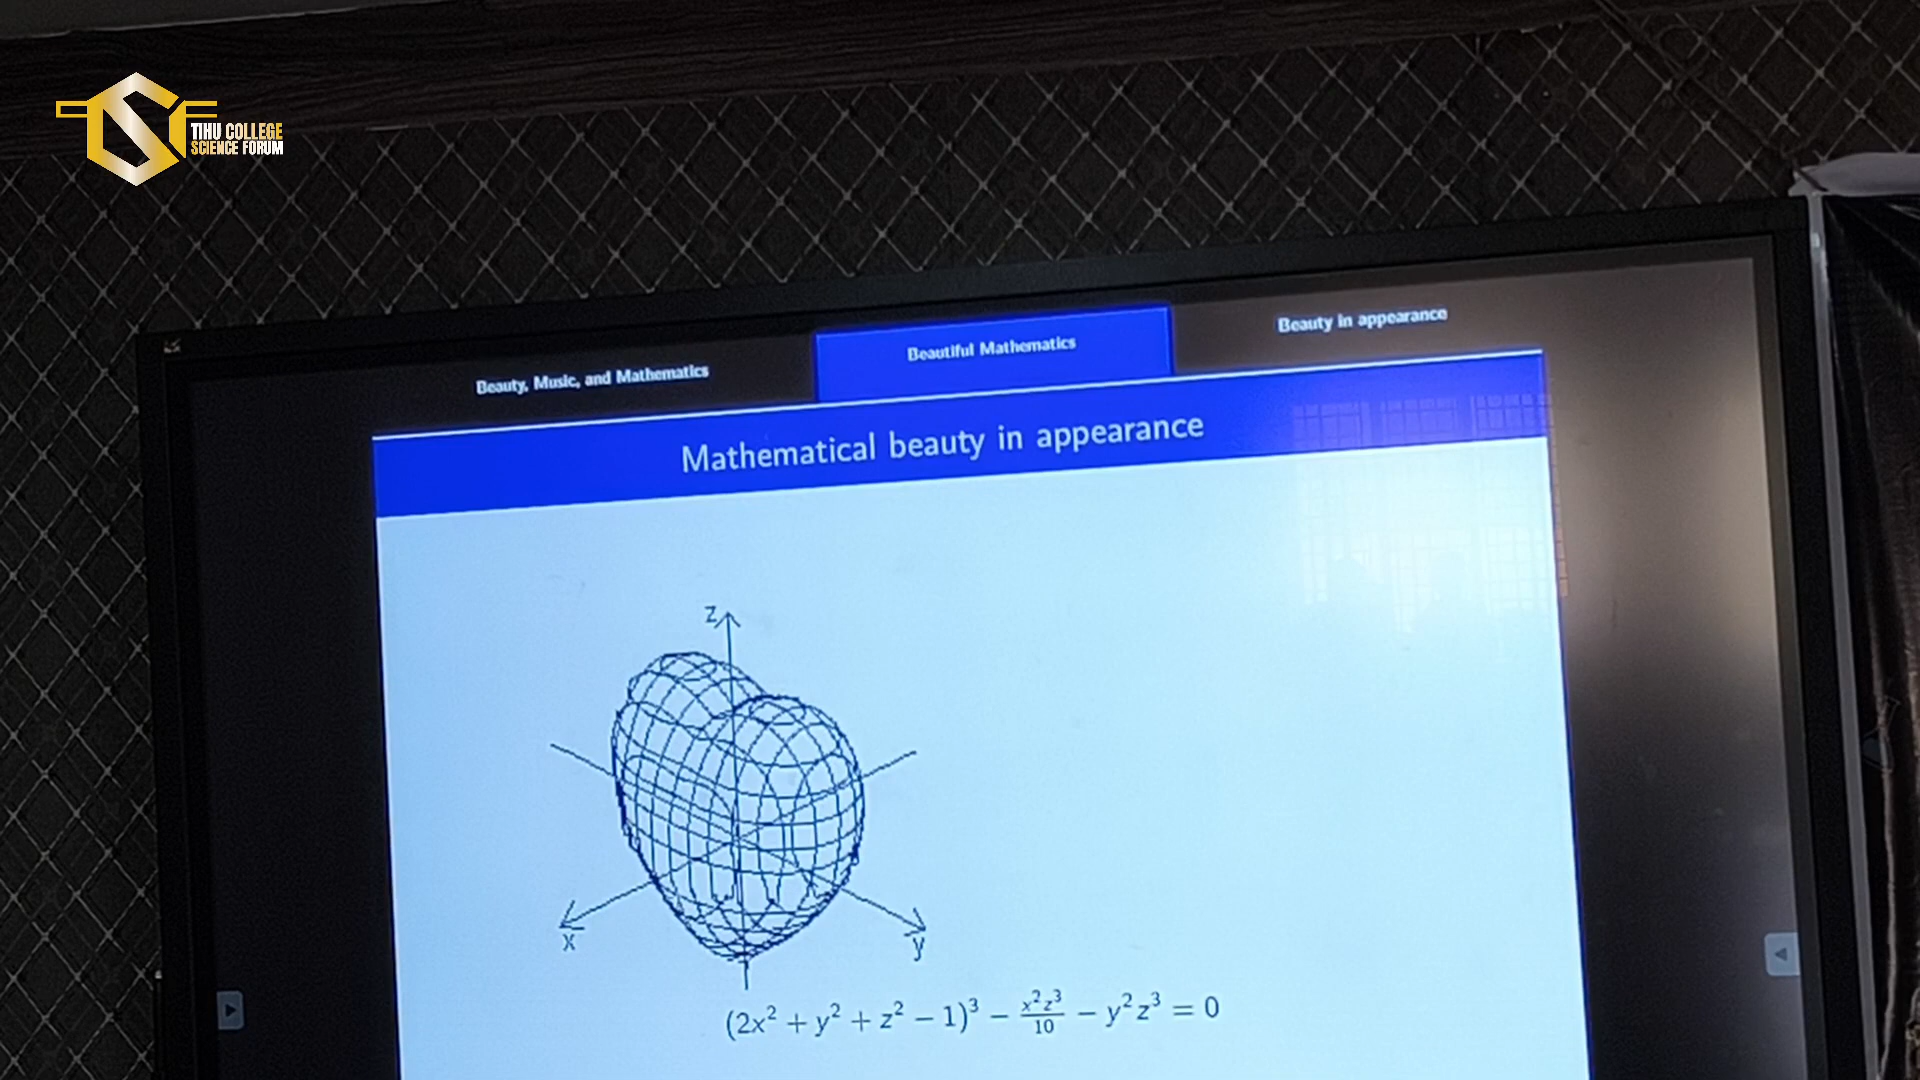 TIHU COLLEGE
SCIENCE FORUM
Beauty, Music, and Mathematics
Beautiful Mathematics
Beauty in appearance
Mathematical beauty in appearance
z
x
y
(2x² + y² + z² − 1)³ − x²z³/10 − y²z³ = 0